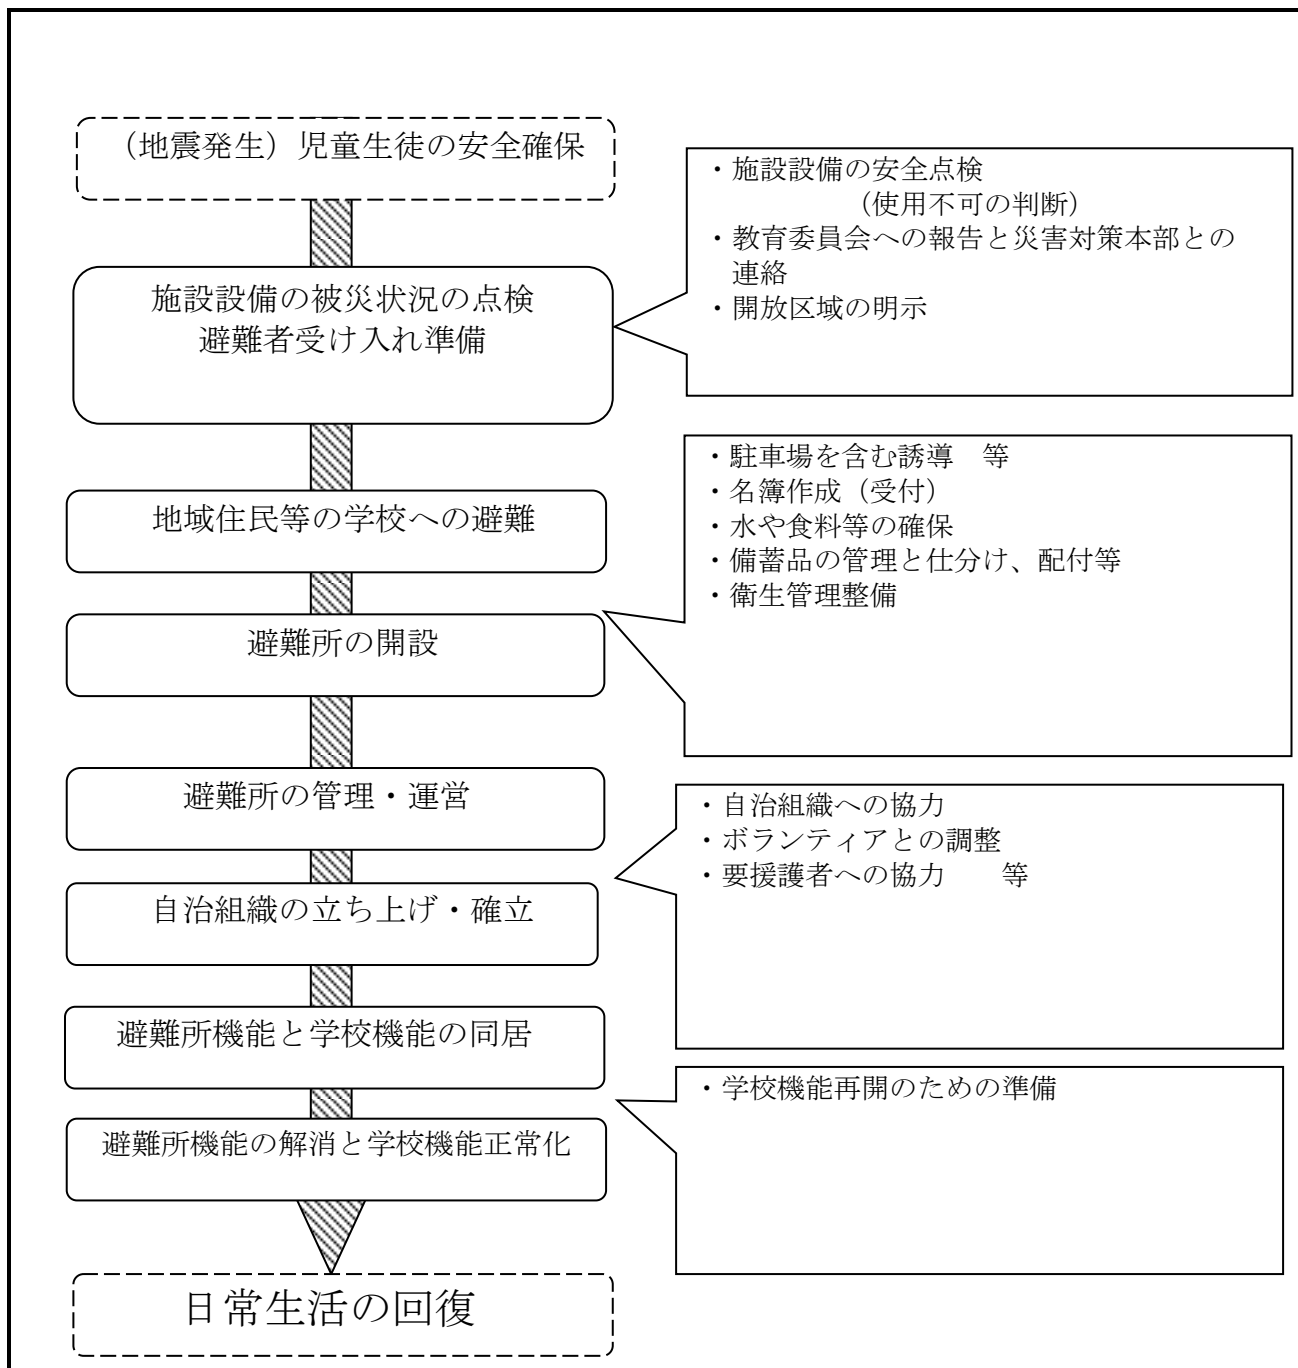 （地震発生）児童生徒の安全確保
・施設設備の安全点検
（使用不可の判断）
・教育委員会への報告と災害対策本部との
連絡
・開放区域の明示
施設設備の被災状況の点検
避難者受け入れ準備
・駐車場を含む誘導　等
・名簿作成（受付）
・水や食料等の確保
・備蓄品の管理と仕分け、配付等
・衛生管理整備
地域住民等の学校への避難
避難所の開設
避難所の管理・運営
・自治組織への協力
・ボランティアとの調整
・要援護者への協力　　等
自治組織の立ち上げ・確立
避難所機能と学校機能の同居
・学校機能再開のための準備
避難所機能の解消と学校機能正常化
日常生活の回復